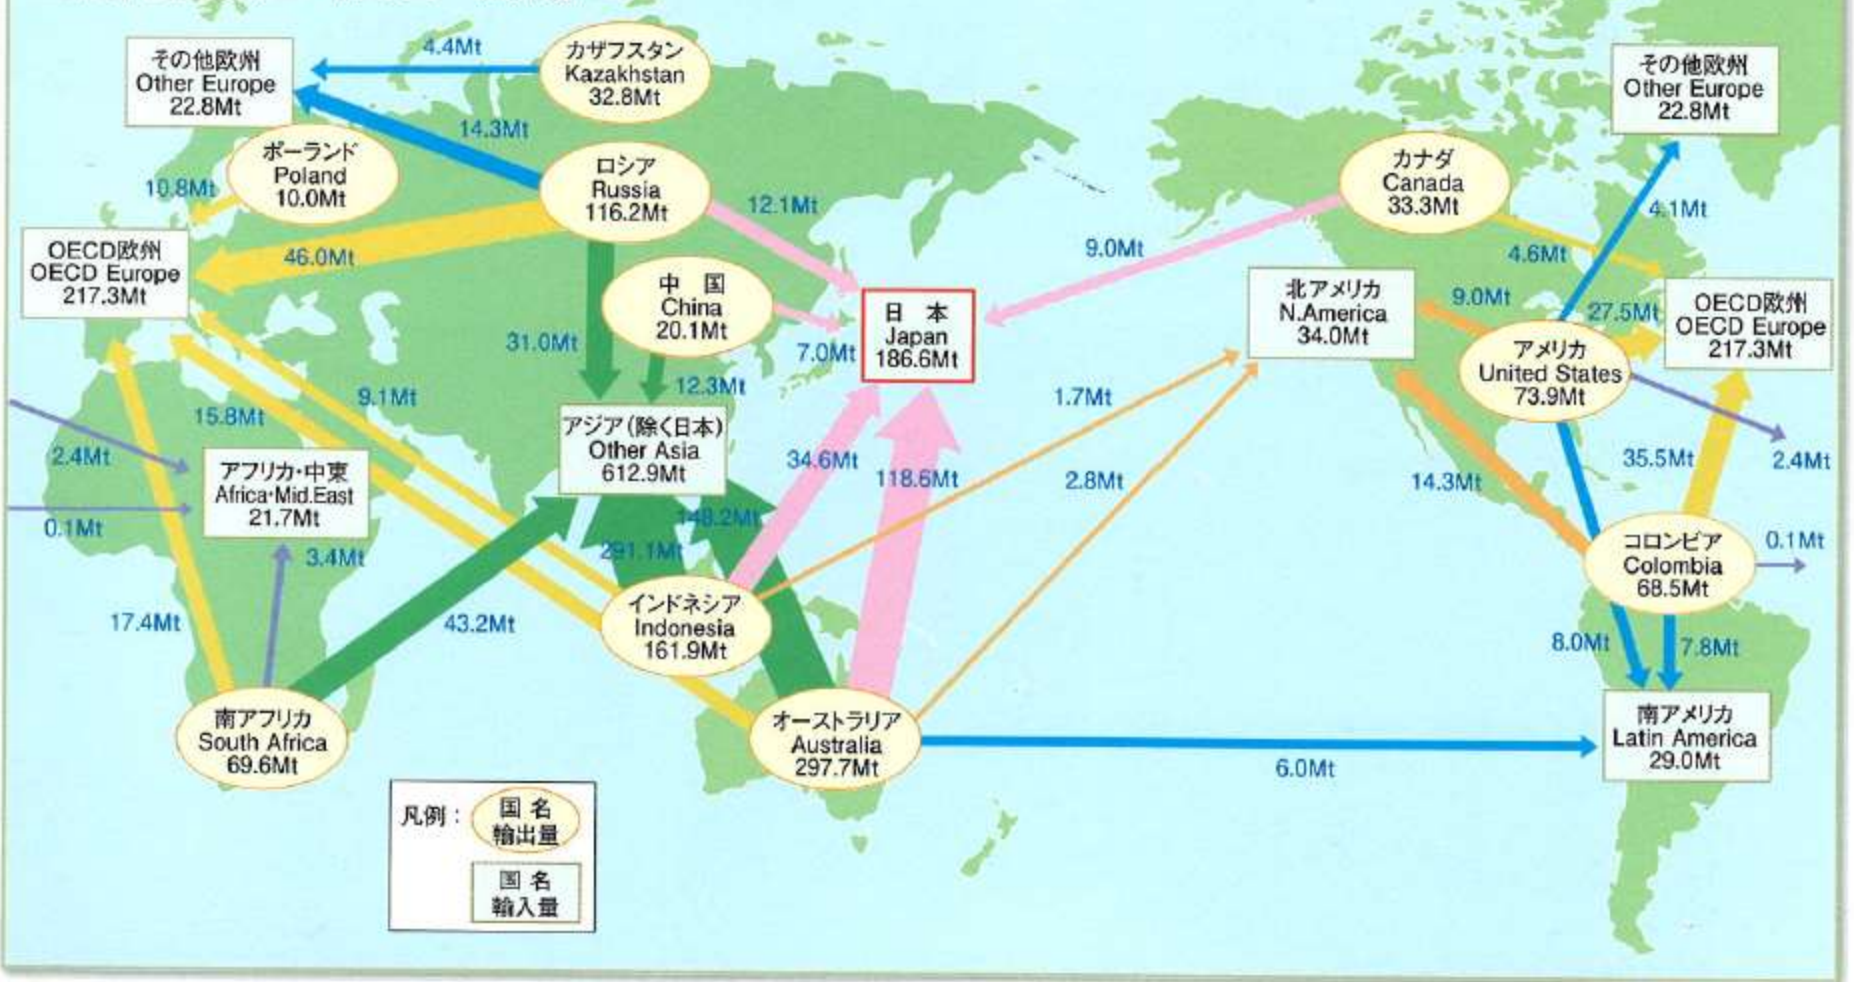 その他欧州
Other Europe
22.8Mt
4.4Mt
カザフスタン
Kazakhstan
32.8Mt
14.3Mt
ポーランド
Poland
10.0Mt
10.8Mt
ロシア
Russia
116.2Mt
12.1Mt
OECD欧州
OECD Europe
217.3Mt
46.0Mt
中 国
China
20.1Mt
31.0Mt
7.0Mt
12.3Mt
日 本
Japan
186.6Mt
9.0Mt
カナダ
Canada
33.3Mt
その他欧州
Other Europe
22.8Mt
4.1Mt
4.6Mt
北アメリカ
N.America
34.0Mt
9.0Mt
27.5Mt
OECD欧州
OECD Europe
217.3Mt
アメリカ
United States
73.9Mt
9.1Mt
15.8Mt
1.7Mt
2.4Mt
アフリカ・中東
Africa・Mid.East
21.7Mt
0.1Mt
3.4Mt
アジア（除く日本）
Other Asia
612.9Mt
34.6Mt
118.6Mt
2.8Mt
14.3Mt
35.5Mt
2.4Mt
148.2Mt
291.1Mt
コロンビア
Colombia
68.5Mt
0.1Mt
17.4Mt
43.2Mt
インドネシア
Indonesia
161.9Mt
8.0Mt
7.8Mt
南アフリカ
South Africa
69.6Mt
オーストラリア
Australia
297.7Mt
6.0Mt
南アメリカ
Latin America
29.0Mt
凡例：
国 名
輸出量
国 名
輸入量